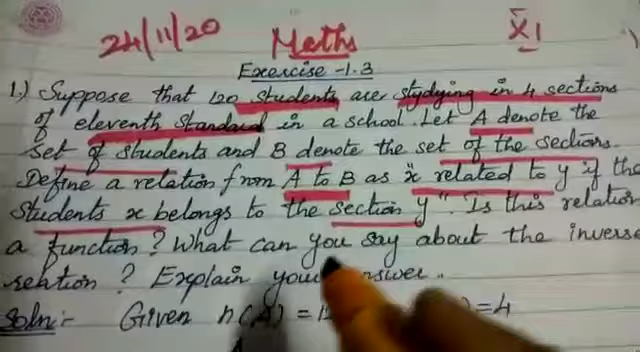 24/11/20 Maths XI
Exercise -1.3
1.) Suppose that 120 students are stydying in 4 sections
of eleventh standard in a school. Let A denote the
set of students and B denote the set of the sections.
Define a relation from A to B as "x related to y if the
Students x belongs to the section y". Is this relation
a function? What can you say about the inverse
relation? Explain your answer.
Soln:- Given n(A) = 1 = 4